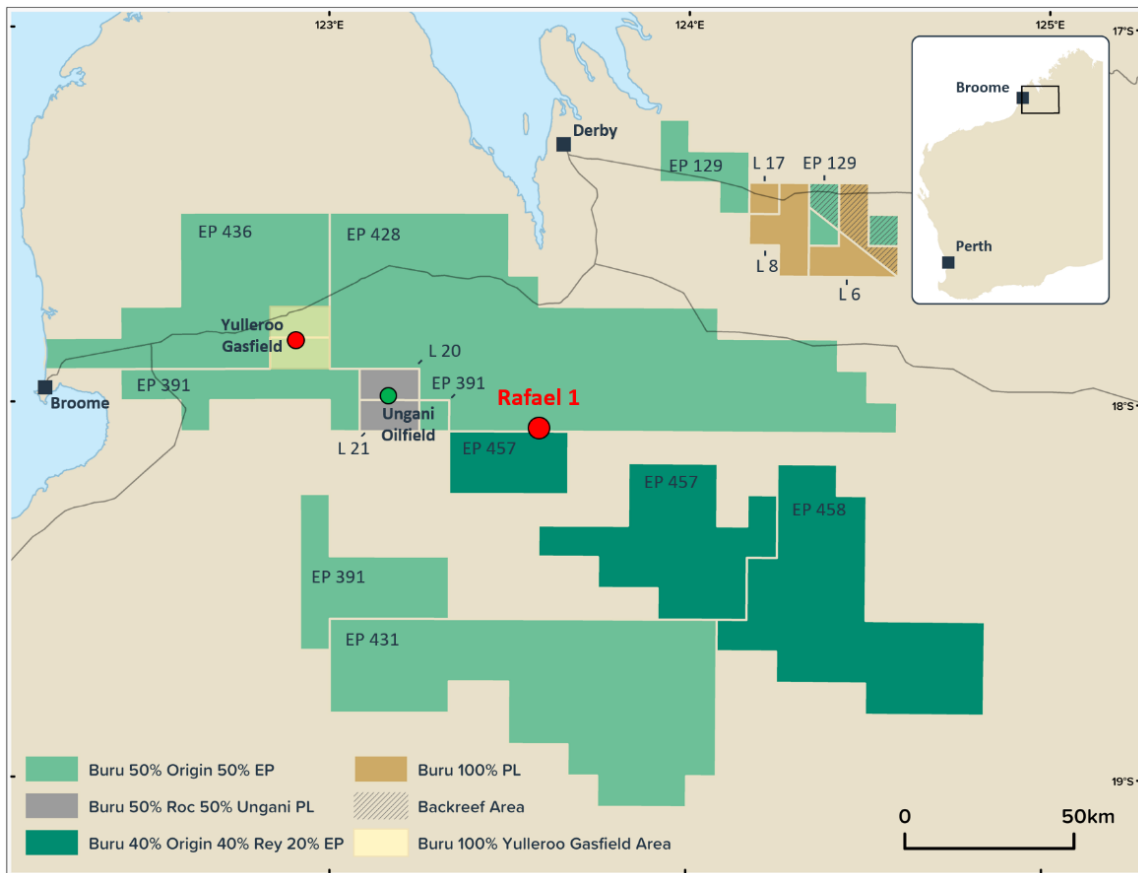 123°E
124°E
125°E
17°S
Broome
Perth
Derby
EP 129
L 17
EP 129
L 8
L 6
EP 436
EP 428
Yulleroo
Gasfield
L 20
EP 391
EP 391
Broome
Ungani
Oilfield
L 21
Rafael 1
18°S
EP 457
EP 457
EP 458
EP 391
EP 431
Buru 50% Origin 50% EP
Buru 50% Roc 50% Ungani PL
Buru 40% Origin 40% Rey 20% EP
Buru 100% PL
Backreef Area
Buru 100% Yulleroo Gasfield Area
19°S
0
50km